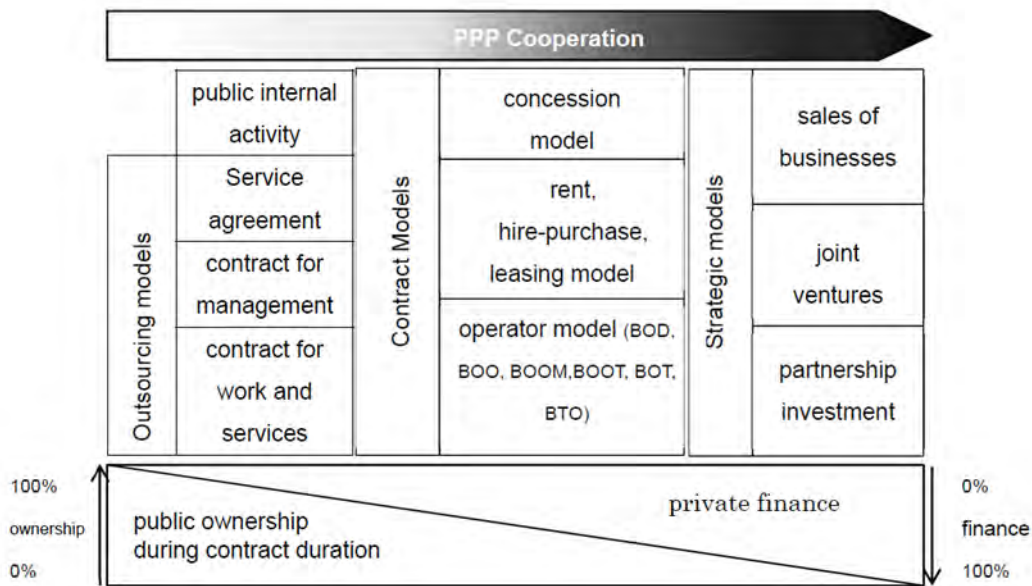 PPP Cooperation
public internal
activity
Outsourcing models
Service
agreement
contract for
management
contract for
work and
services
Contract Models
concession
model
rent,
hire-purchase,
leasing model
operator model (BOD,
BOO, BOOM,BOOT, BOT,
BTO)
Strategic models
sales of
businesses
joint
ventures
partnership
investment
100%
ownership
0%
public ownership
during contract duration
private finance
0%
finance
100%